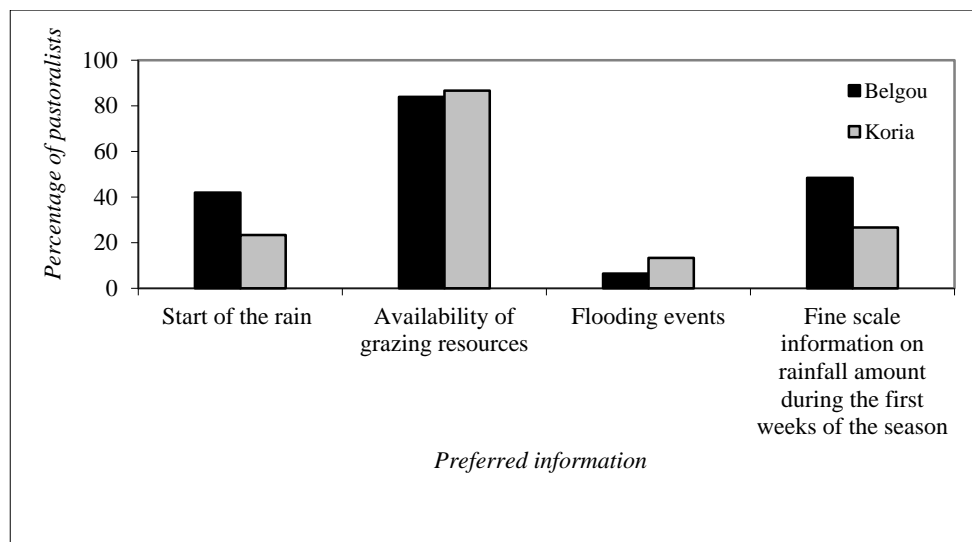 Percentage of pastoralists
100
80
60
40
20
0
Belgou
Koria
Start of the rain
Availability of
grazing resources
Flooding events
Fine scale
information on
rainfall amount
during the first
weeks of the season
Preferred information